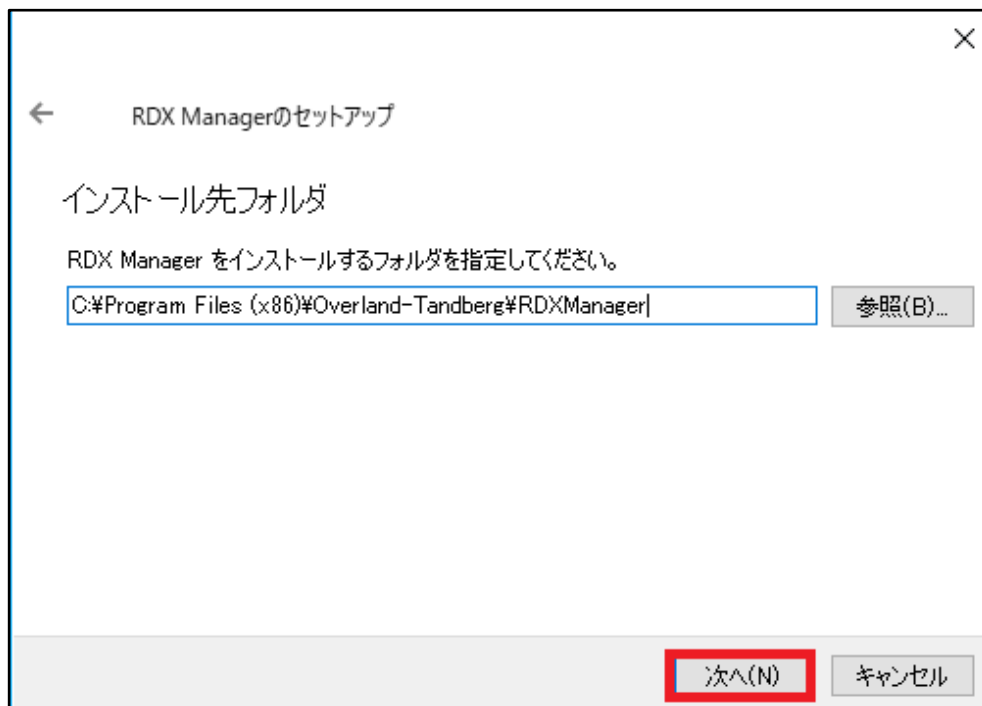 RDX Managerのセットアップ
インストール先フォルダ
RDX Manager をインストールするフォルダを指定してください。
C:¥Program Files (x86)¥Overland-Tandberg¥RDXManager
参照(B)...
次へ(N)
キャンセル